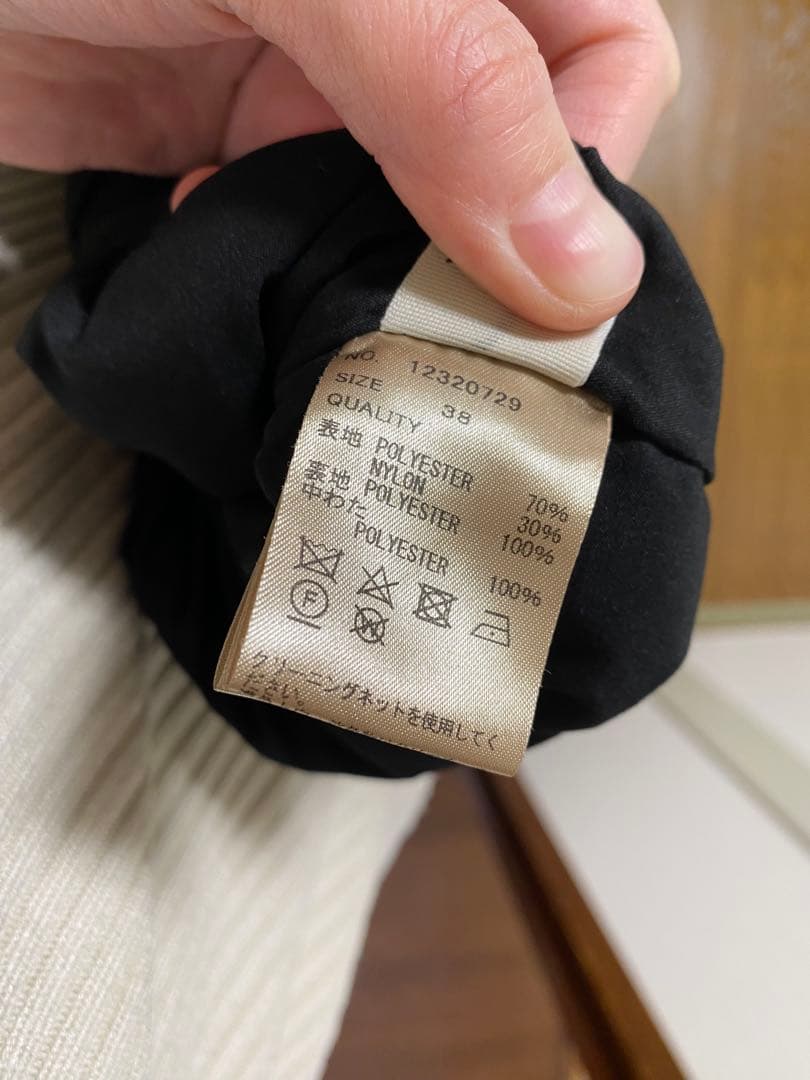 NO. 12320729
SIZE 38
QUALITY
表地 POLYESTER 70%
NYLON 30%
裏地 POLYESTER 100%
中わた
POLYESTER 100%
F W
クリーニングネットを使用してく
ださい。